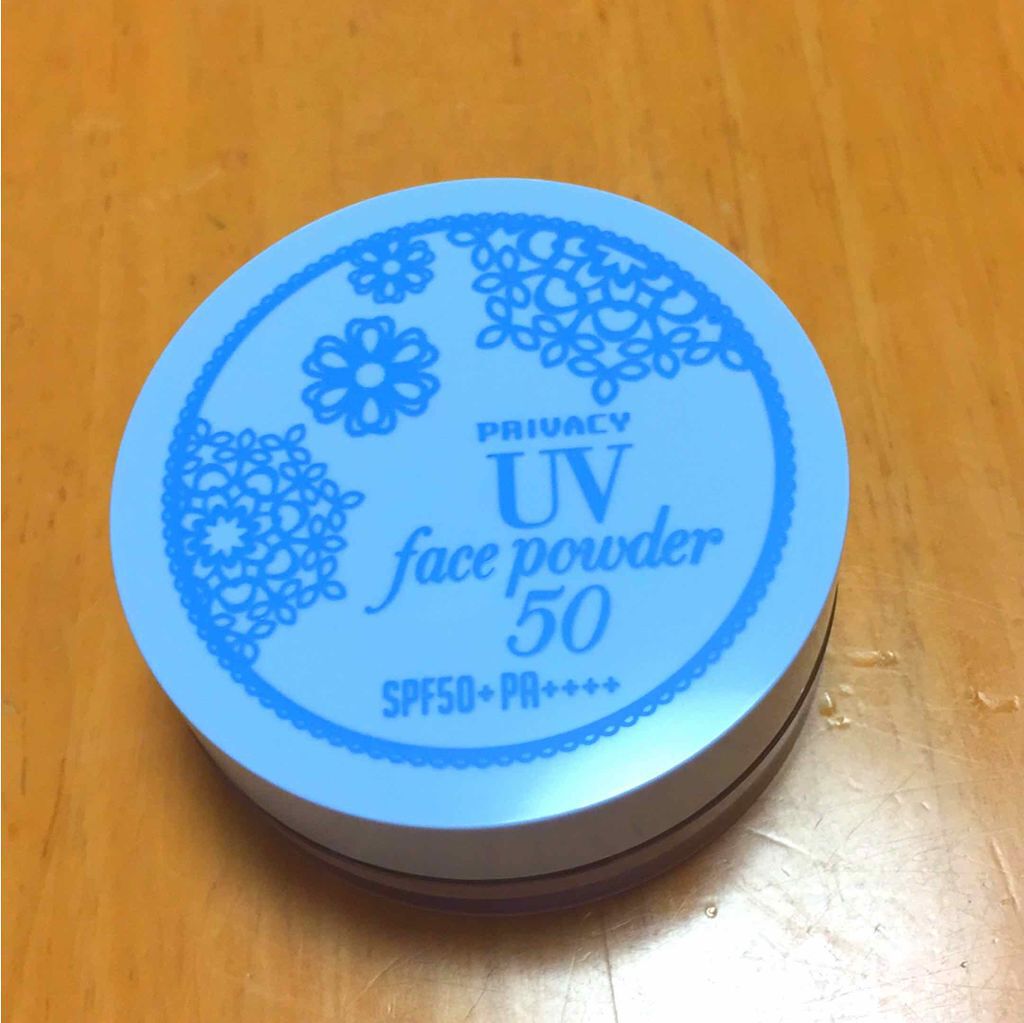 PRIVACY
UV
face powder
50
SPF50+ PA++++